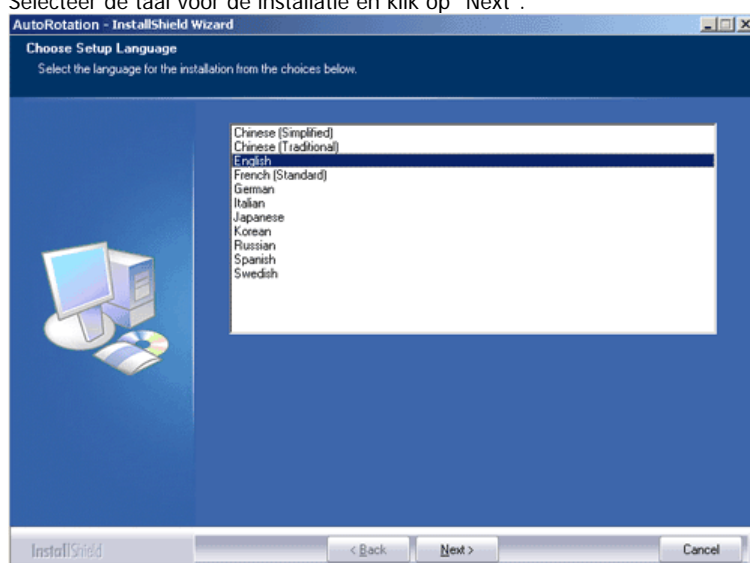 Selecteer de taal voor de installatie en klik op "Next".
AutoRotation - InstallShield Wizard
Choose Setup Language
Select the language for the installation from the choices below.
Chinese (Simplified)
Chinese (Traditional)
English
French (Standard)
German
Italian
Japanese
Korean
Russian
Spanish
Swedish
InstallShield
< Back
Next >
Cancel